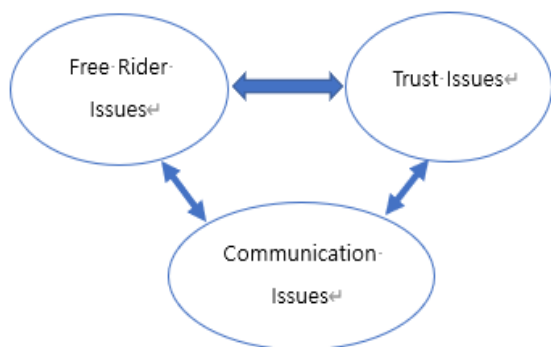 Free Rider
Issues
Trust Issues
Communication
Issues